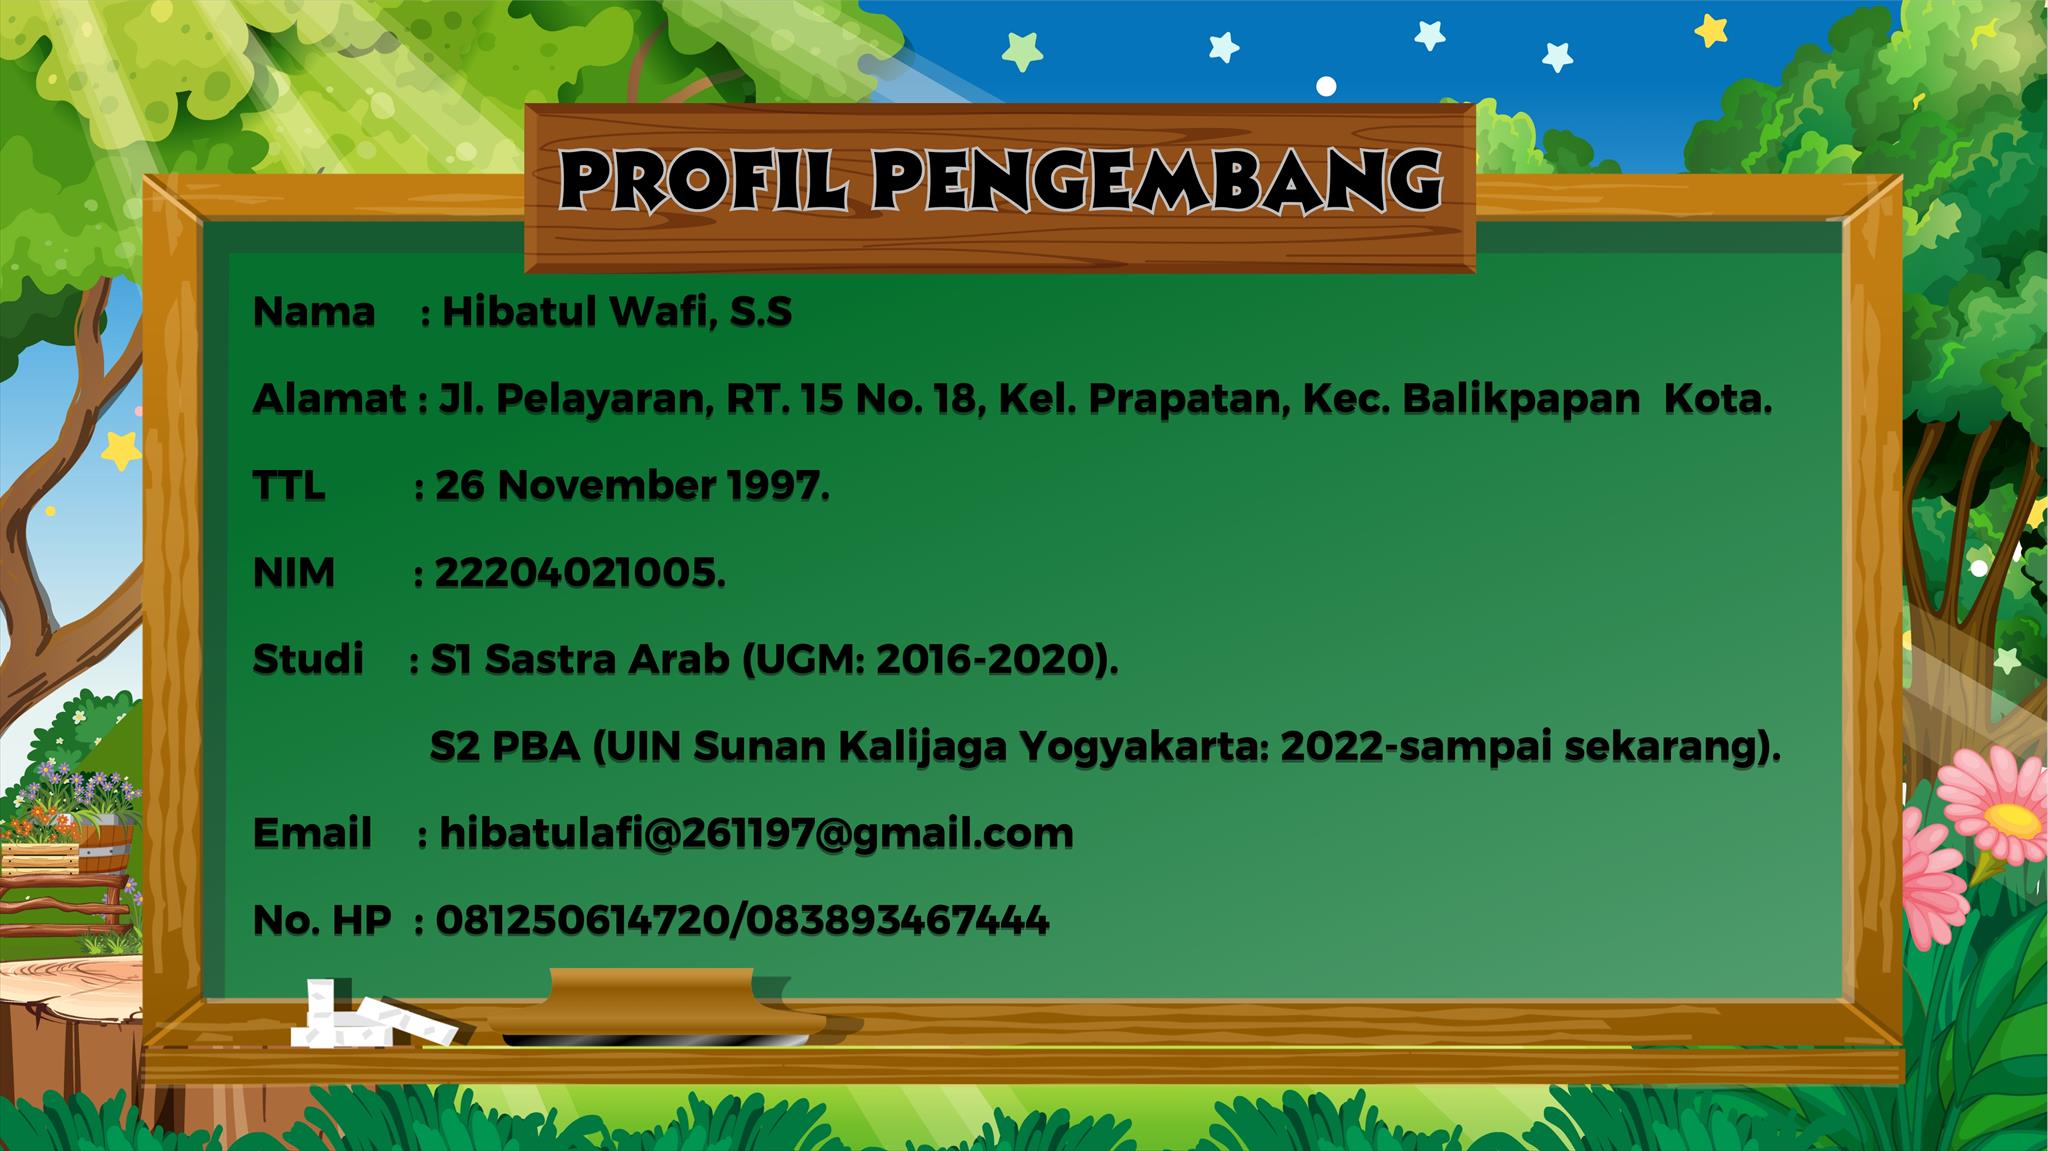 PROFIL PENGEMBANG
Nama : Hibatul Wafi, S.S
Alamat : Jl. Pelayaran, RT. 15 No. 18, Kel. Prapatan, Kec. Balikpapan Kota.
TTL : 26 November 1997.
NIM : 22204021005.
Studi : S1 Sastra Arab (UGM: 2016-2020).
S2 PBA (UIN Sunan Kalijaga Yogyakarta: 2022-sampai sekarang).
Email : hibatulafi@261197@gmail.com
No. HP : 081250614720/083893467444